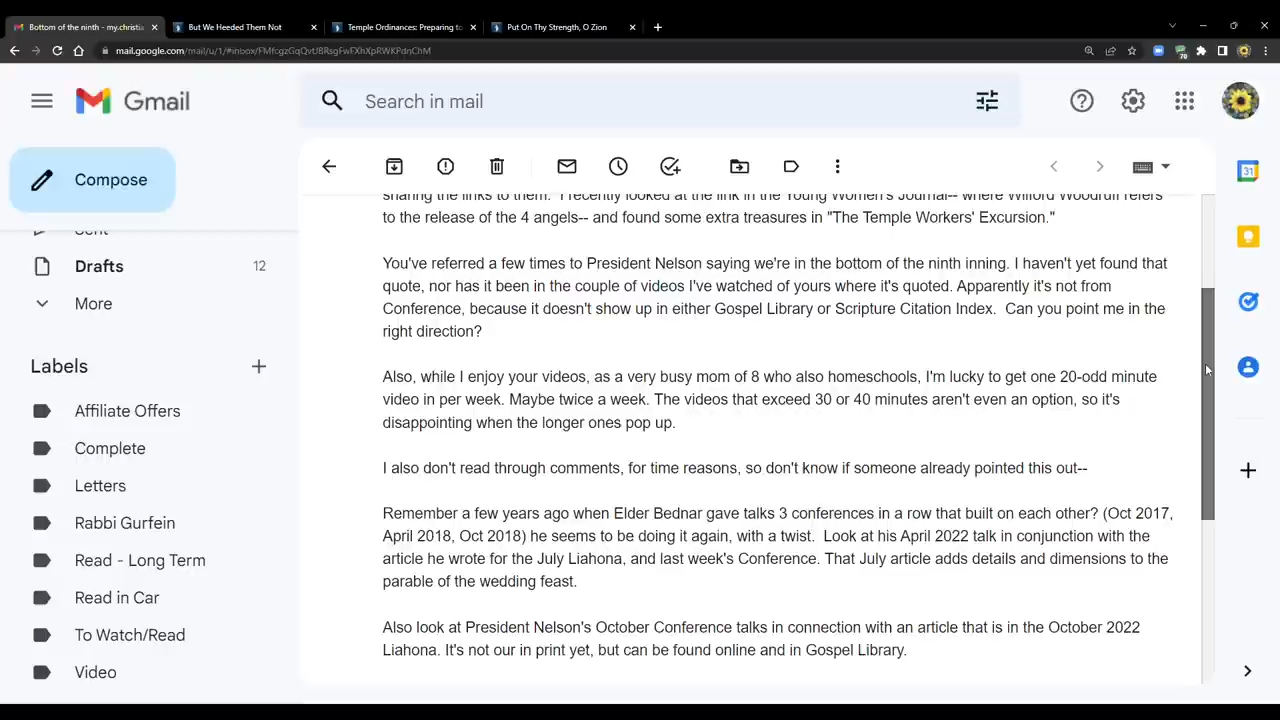 Bottom of the ninth - my.christia
But We Heeded Them Not
Temple Ordinances: Preparing to
Put On Thy Strength, O Zion
mail.google.com/mail/u/1/#inbox/
Gmail
Search in mail
Compose
Sent
Drafts 12
More
Labels
Affiliate Offers
Complete
Letters
Rabbi Gurfein
Read - Long Term
Read in Car
To Watch/Read
Video
sharing the links to them. I recently looked at the link in the Young Women's Journal-- where Wilford Woodruff refers
to the release of the 4 angels-- and found some extra treasures in "The Temple Workers' Excursion."
You've referred a few times to President Nelson saying we're in the bottom of the ninth inning. I haven't yet found that
quote, nor has it been in the couple of videos I've watched of yours where it's quoted. Apparently it's not from
Conference, because it doesn't show up in either Gospel Library or Scripture Citation Index.  Can you point me in the
right direction?
Also, while I enjoy your videos, as a very busy mom of 8 who also homeschools, I'm lucky to get one 20-odd minute
video in per week. Maybe twice a week. The videos that exceed 30 or 40 minutes aren't even an option, so it's
disappointing when the longer ones pop up.
I also don't read through comments, for time reasons, so don't know if someone already pointed this out--
Remember a few years ago when Elder Bednar gave talks 3 conferences in a row that built on each other? (Oct 2017,
April 2018, Oct 2018) he seems to be doing it again, with a twist.  Look at his April 2022 talk in conjunction with the
article he wrote for the July Liahona, and last week's Conference. That July article adds details and dimensions to the
parable of the wedding feast.
Also look at President Nelson's October Conference talks in connection with an article that is in the October 2022
Liahona. It's not our in print yet, but can be found online and in Gospel Library.
31
70